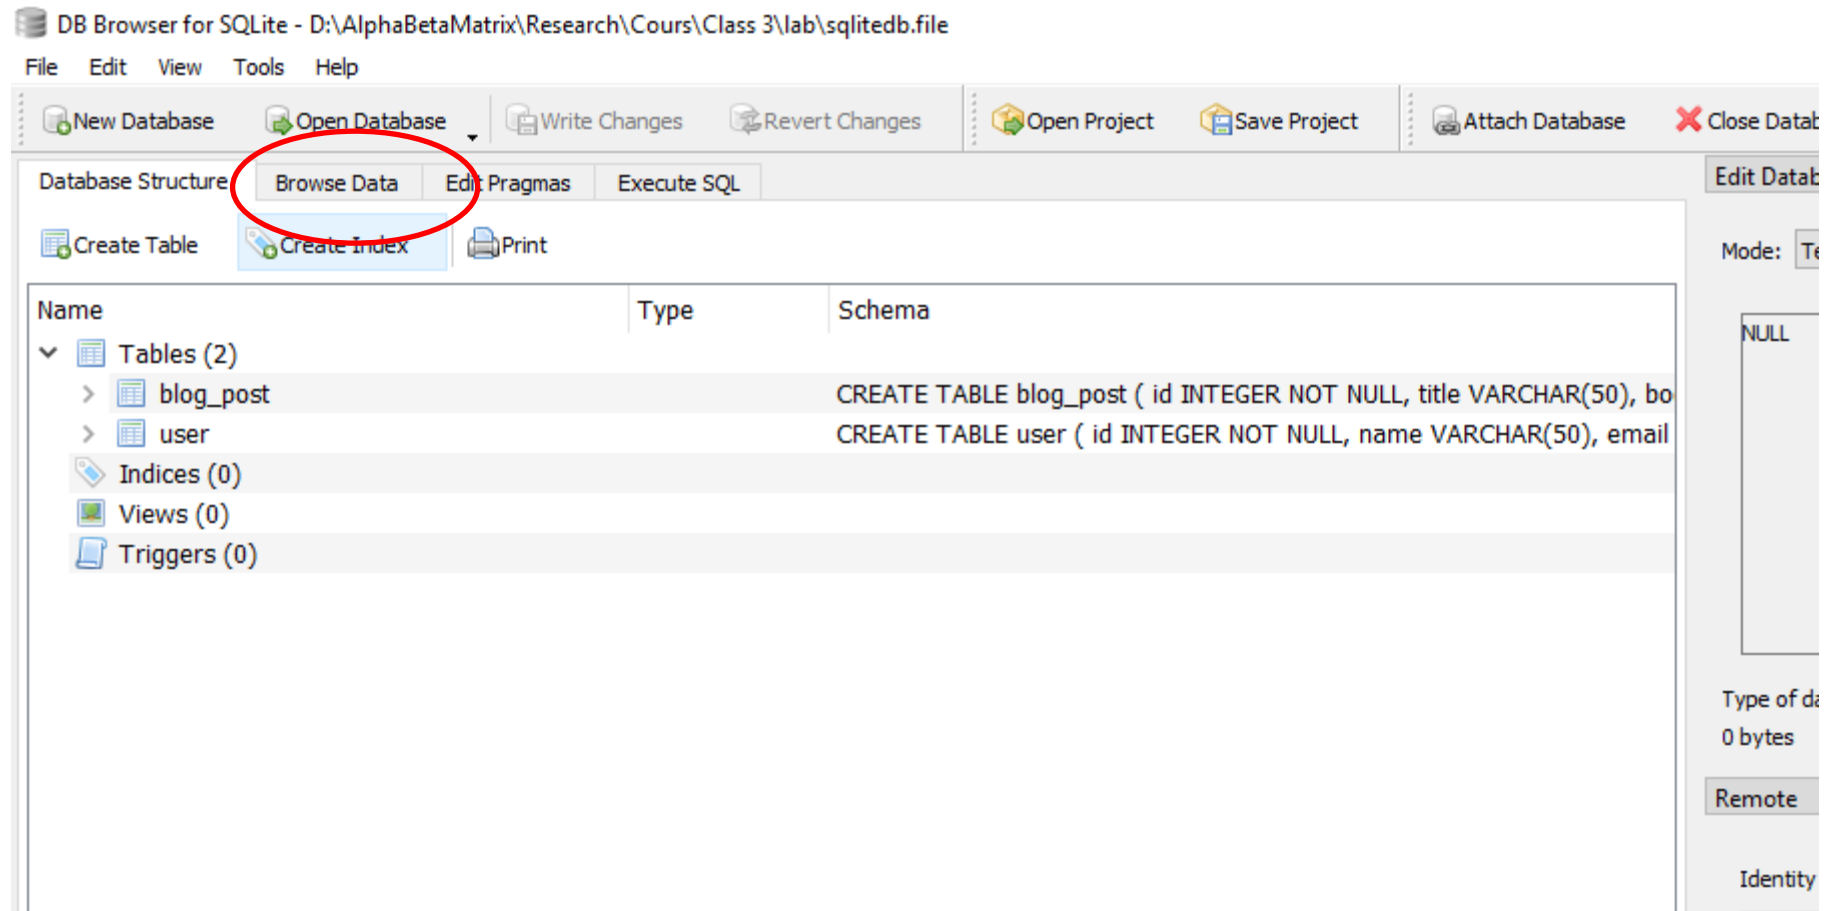 DB Browser for SQLite - D:\AlphaBetaMatrix\Research\Cours\Class 3\lab\sqlitedb.file
File Edit View Tools Help
New Database Open Database Write Changes Revert Changes Open Project Save Project Attach Database Close Datab
Database Structure Browse Data Edit Pragmas Execute SQL Edit Datab
Create Table Create Index Print Mode: Te
Name Type Schema
NULL
Tables (2)
blog_post CREATE TABLE blog_post ( id INTEGER NOT NULL, title VARCHAR(50), bo
user CREATE TABLE user ( id INTEGER NOT NULL, name VARCHAR(50), email
Indices (0)
Views (0)
Triggers (0)
Type of da
0 bytes
Remote
Identity